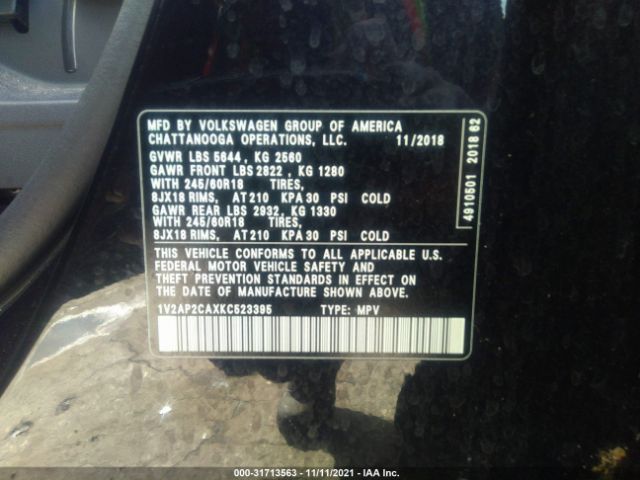 MFD BY VOLKSWAGEN GROUP OF AMERICA
CHATTANOOGA OPERATIONS, LLC. 11/2018
GVWR LBS 5644 , KG 2560
GAWR FRONT LBS 2822 , KG 1280
WITH 245/60R18 TIRES,
8JX18 RIMS, AT 210 KPA 30 PSI COLD
GAWR REAR LBS 2932, KG 1330
WITH 245/60R18 TIRES,
8JX18 RIMS, AT 210 KPA 30 PSI COLD
4910501 2018 62
THIS VEHICLE CONFORMS TO ALL APPLICABLE U.S.
FEDERAL MOTOR VEHICLE SAFETY AND
THEFT PREVENTION STANDARDS IN EFFECT ON
THE DATE OF MANUFACTURE SHOWN ABOVE.
1V2AP2CAXKC523395 TYPE: MPV
000-31713563 - 11/11/2021 - IAA Inc.